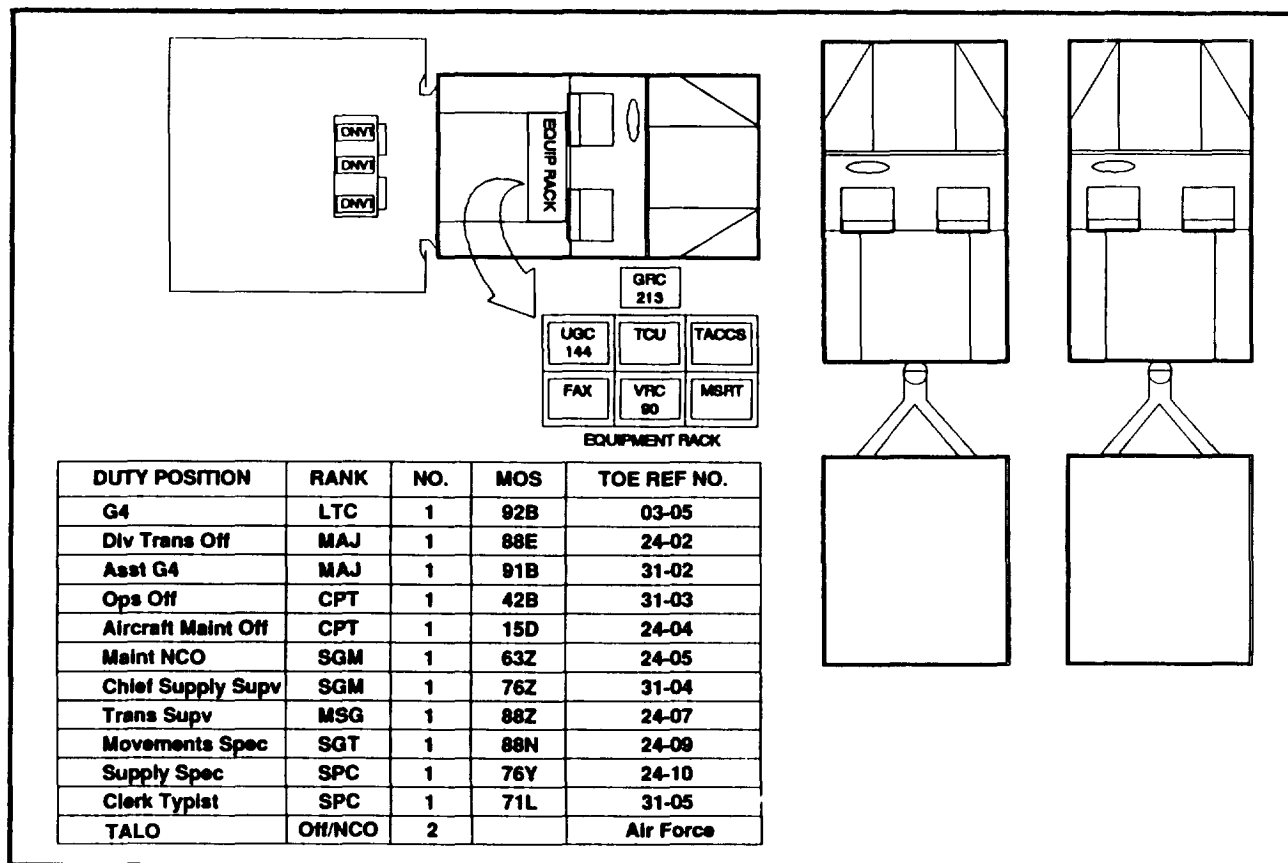 DNVT
DNVT
DNVT
EQUIP RACK
GRC
213
UGC
144
TCU
TACCS
FAX
VRC
90
MSRT
EQUIPMENT RACK
DUTY POSITION RANK NO. MOS TOE REF NO.
G4 LTC 1 92B 03-05
Div Trans Off MAJ 1 88E 24-02
Asst G4 MAJ 1 91B 31-02
Ops Off CPT 1 42B 31-03
Aircraft Maint Off CPT 1 15D 24-04
Maint NCO SGM 1 63Z 24-05
Chief Supply Supv SGM 1 76Z 31-04
Trans Supv MSG 1 88Z 24-07
Movements Spec SGT 1 88N 24-09
Supply Spec SPC 1 76Y 24-10
Clerk Typist SPC 1 71L 31-05
TALO Off/NCO 2 Air Force